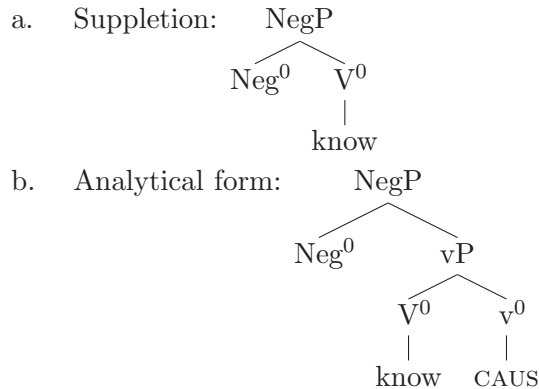 a. Suppletion: NegP
Neg⁰ V⁰
know
b. Analytical form: NegP
Neg⁰ vP
V⁰ v⁰
know CAUS